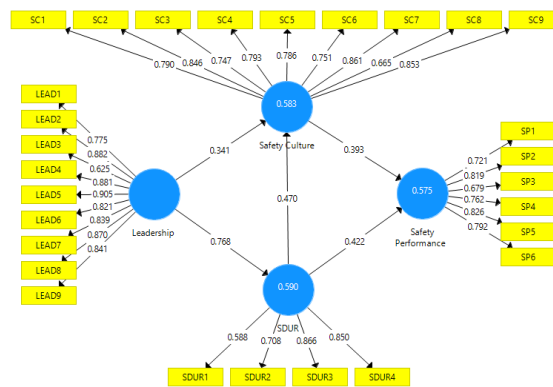 SC1 SC2 SC3 SC4 SC5 SC6 SC7 SC8 SC9
0.790 0.846 0.747 0.793 0.786 0.751 0.861 0.665 0.853
0.583
Safety Culture
LEAD1
LEAD2
LEAD3
LEAD4
LEAD5
LEAD6
LEAD7
LEAD8
LEAD9
0.775
0.882
0.625
0.881
0.905
0.821
0.839
0.870
0.841
Leadership
0.341
0.393
0.470
0.768
0.422
0.575
Safety
Performance
0.721
0.819
0.679
0.762
0.826
0.792
SP1
SP2
SP3
SP4
SP5
SP6
0.590
SDUR
0.588 0.708 0.866 0.850
SDUR1 SDUR2 SDUR3 SDUR4